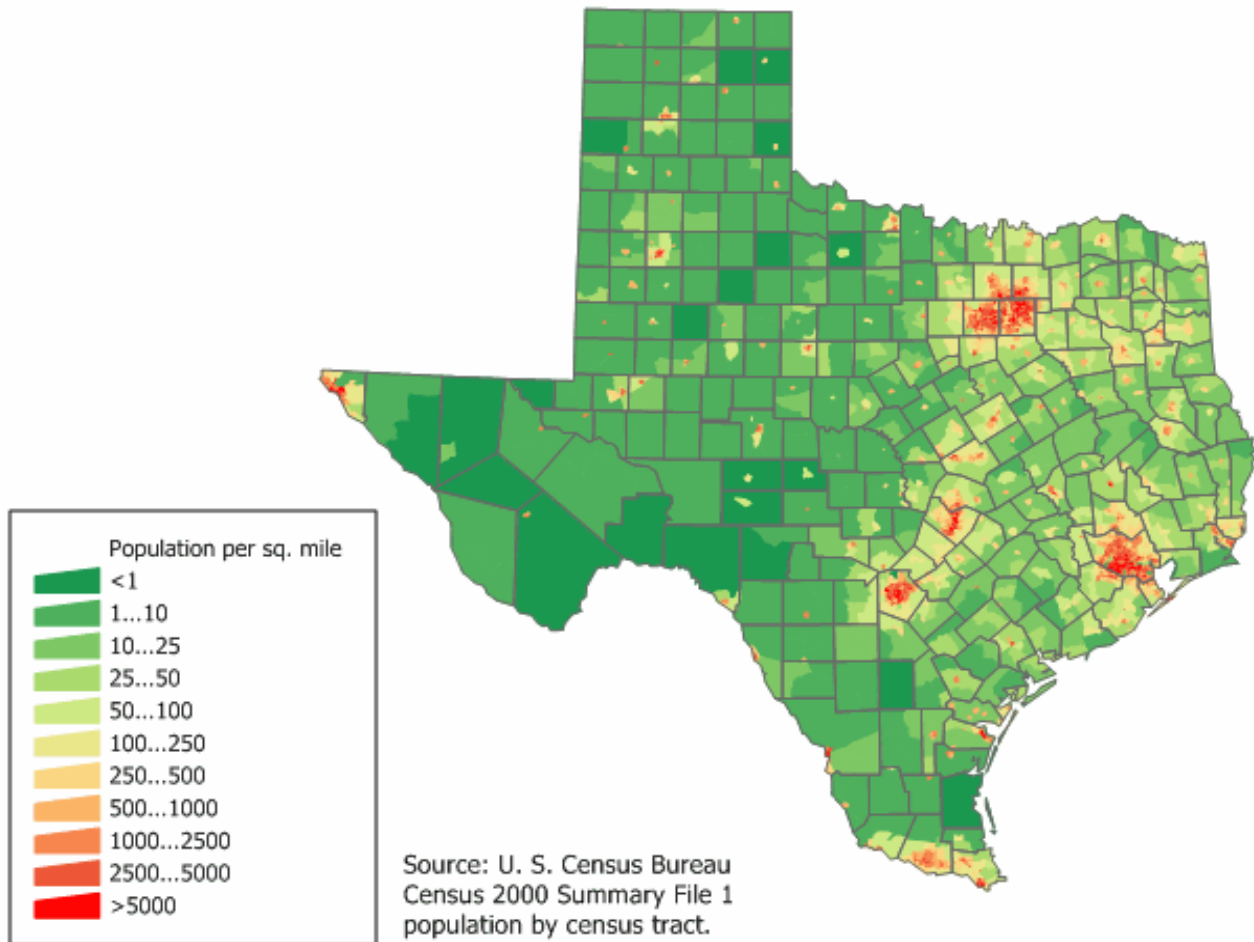 Population per sq. mile
<1
1...10
10...25
25...50
50...100
100...250
250...500
500...1000
1000...2500
2500...5000
>5000
Source: U. S. Census Bureau
Census 2000 Summary File 1
population by census tract.